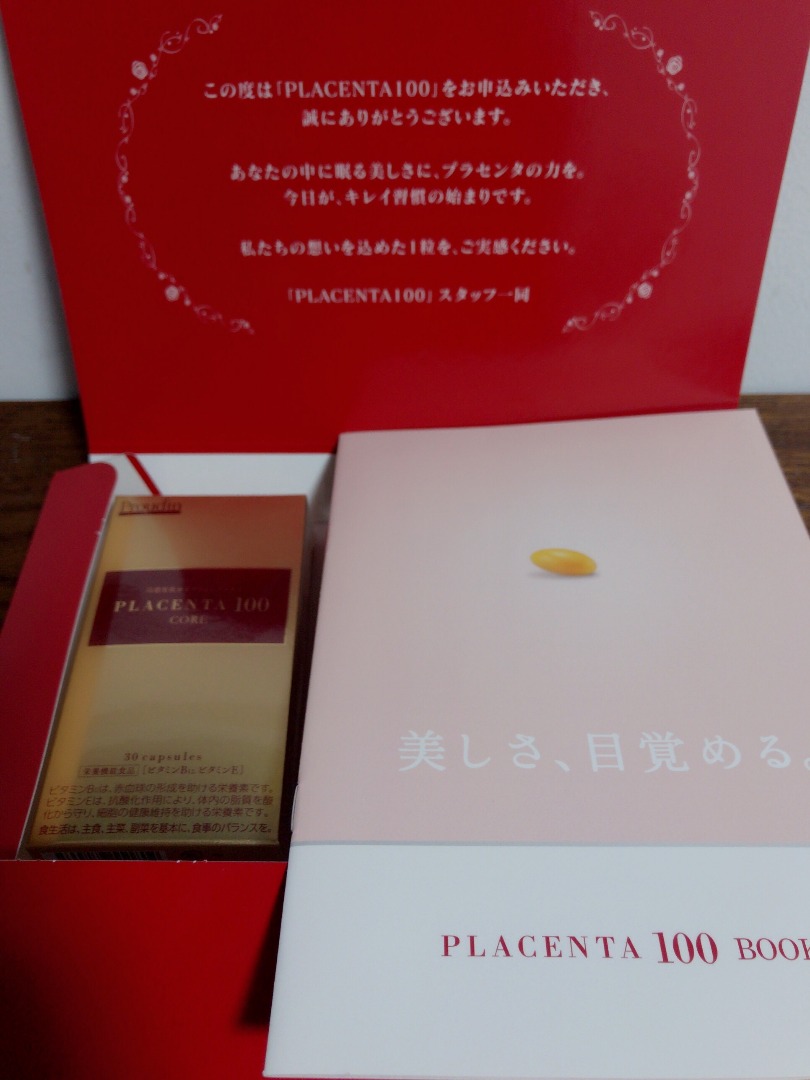 この度は「PLACENTA100」をお申込みいただき、
誠にありがとうございます。
あなたの中に眠る美しさに、プラセンタの力を。
今日が、キレイ習慣の始まりです。
私たちの想いを込めた1粒を、ご実感ください。
「PLACENTA100」スタッフ一同
PLACENTA 100
CORE
30 capsules
栄養機能食品 [ビタミンB12 ビタミンE]
ビタミンB12は、赤血球の形成を助ける栄養素です。
ビタミンEは、抗酸化作用により、体内の脂質を酸
化から守り、細胞の健康維持を助ける栄養素です。
食生活は、主食、主菜、副菜を基本に、食事のバランスを。
美しさ、目覚める。
PLACENTA 100 BOOK